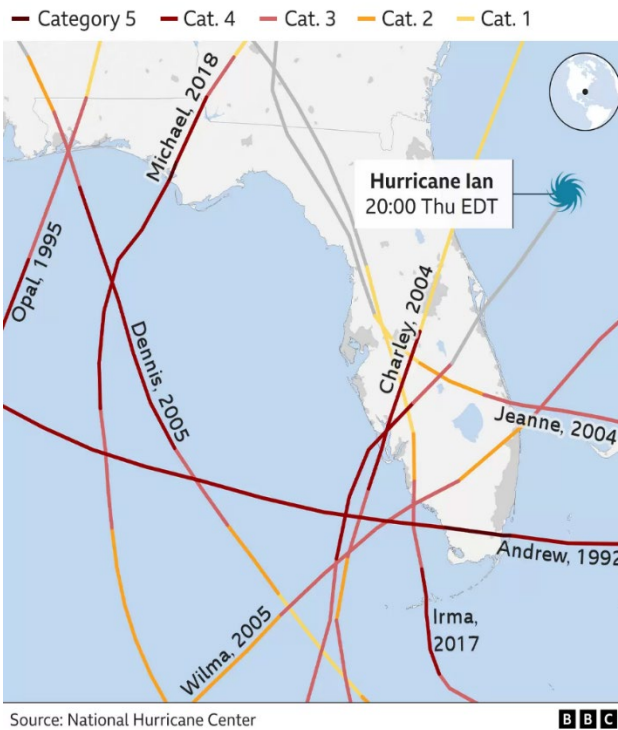 Category 5 Cat. 4 Cat. 3 Cat. 2 Cat. 1
Michael, 2018
Hurricane Ian
20:00 Thu EDT
Opal, 1995
Charley, 2004
Dennis, 2005
Jeanne, 2004
Andrew, 1992
Wilma, 2005
Irma,
2017
Source: National Hurricane Center
BBC